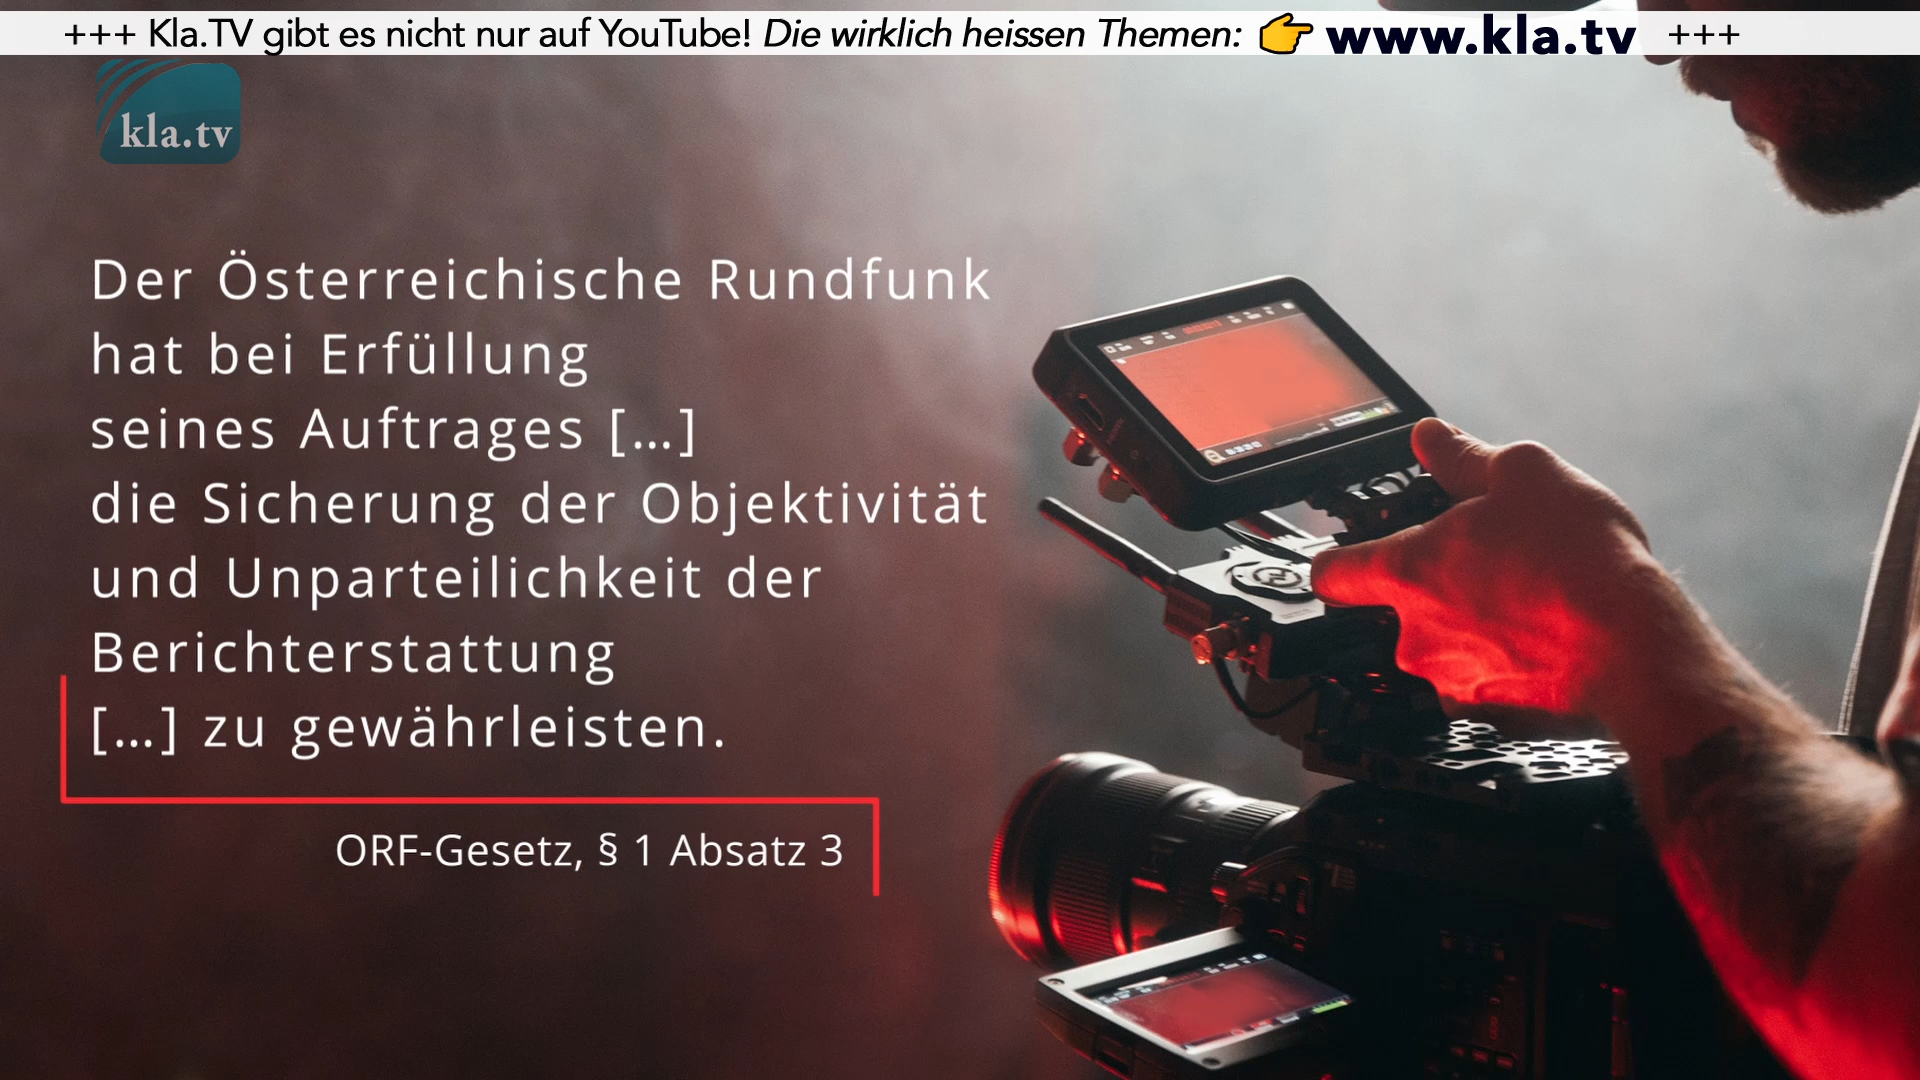 +++ Kla.TV gibt es nicht nur auf YouTube! Die wirklich heissen Themen: 👉 www.kla.tv +++
kla.tv
Der Österreichische Rundfunk
hat bei Erfüllung
seines Auftrages [...]
die Sicherung der Objektivität
und Unparteilichkeit der
Berichterstattung
[...] zu gewährleisten.
ORF-Gesetz, § 1 Absatz 3